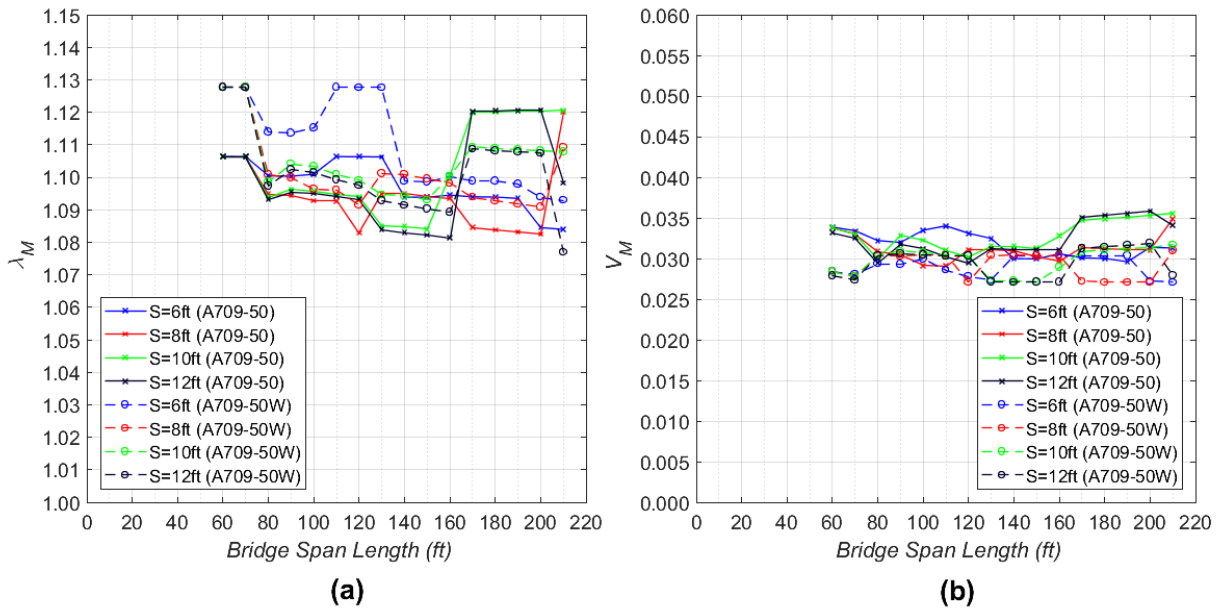 1.15
1.14
1.13
1.12
1.11
1.10
1.09
1.08
1.07
1.06
1.05
1.04
1.03
1.02
1.01
1.00
λM
S=6ft (A709-50)
S=8ft (A709-50)
S=10ft (A709-50)
S=12ft (A709-50)
S=6ft (A709-50W)
S=8ft (A709-50W)
S=10ft (A709-50W)
S=12ft (A709-50W)
0 20 40 60 80 100 120 140 160 180 200 220
Bridge Span Length (ft)
(a)
0.060
0.055
0.050
0.045
0.040
0.035
0.030
0.025
0.020
0.015
0.010
0.005
0.000
VM
S=6ft (A709-50)
S=8ft (A709-50)
S=10ft (A709-50)
S=12ft (A709-50)
S=6ft (A709-50W)
S=8ft (A709-50W)
S=10ft (A709-50W)
S=12ft (A709-50W)
0 20 40 60 80 100 120 140 160 180 200 220
Bridge Span Length (ft)
(b)